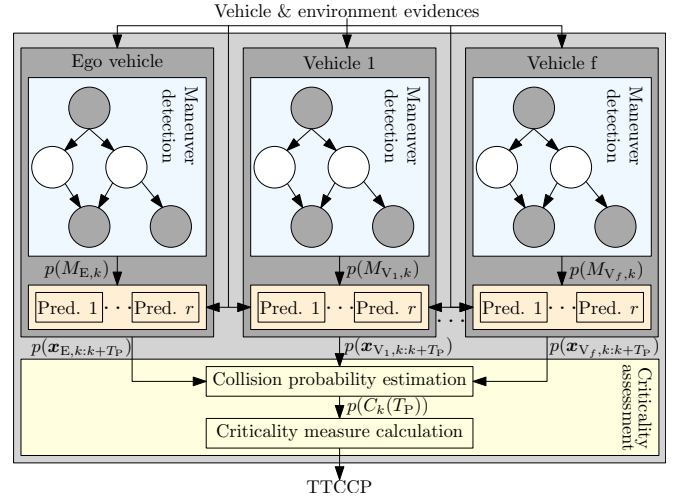 Vehicle & environment evidences
Ego vehicle
Maneuver
detection
p(M_{E,k})
Pred. 1 ··· Pred. r
p(x_{E,k:k+T_P})
Vehicle 1
Maneuver
detection
p(M_{V_1,k})
Pred. 1 ··· Pred. r
p(x_{V_1,k:k+T_P})
...
Vehicle f
Maneuver
detection
p(M_{V_f,k})
Pred. 1 ··· Pred. r
p(x_{V_f,k:k+T_P})
Collision probability estimation
p(C_k(T_P))
Criticality measure calculation
Criticality
assessment
TTCCP